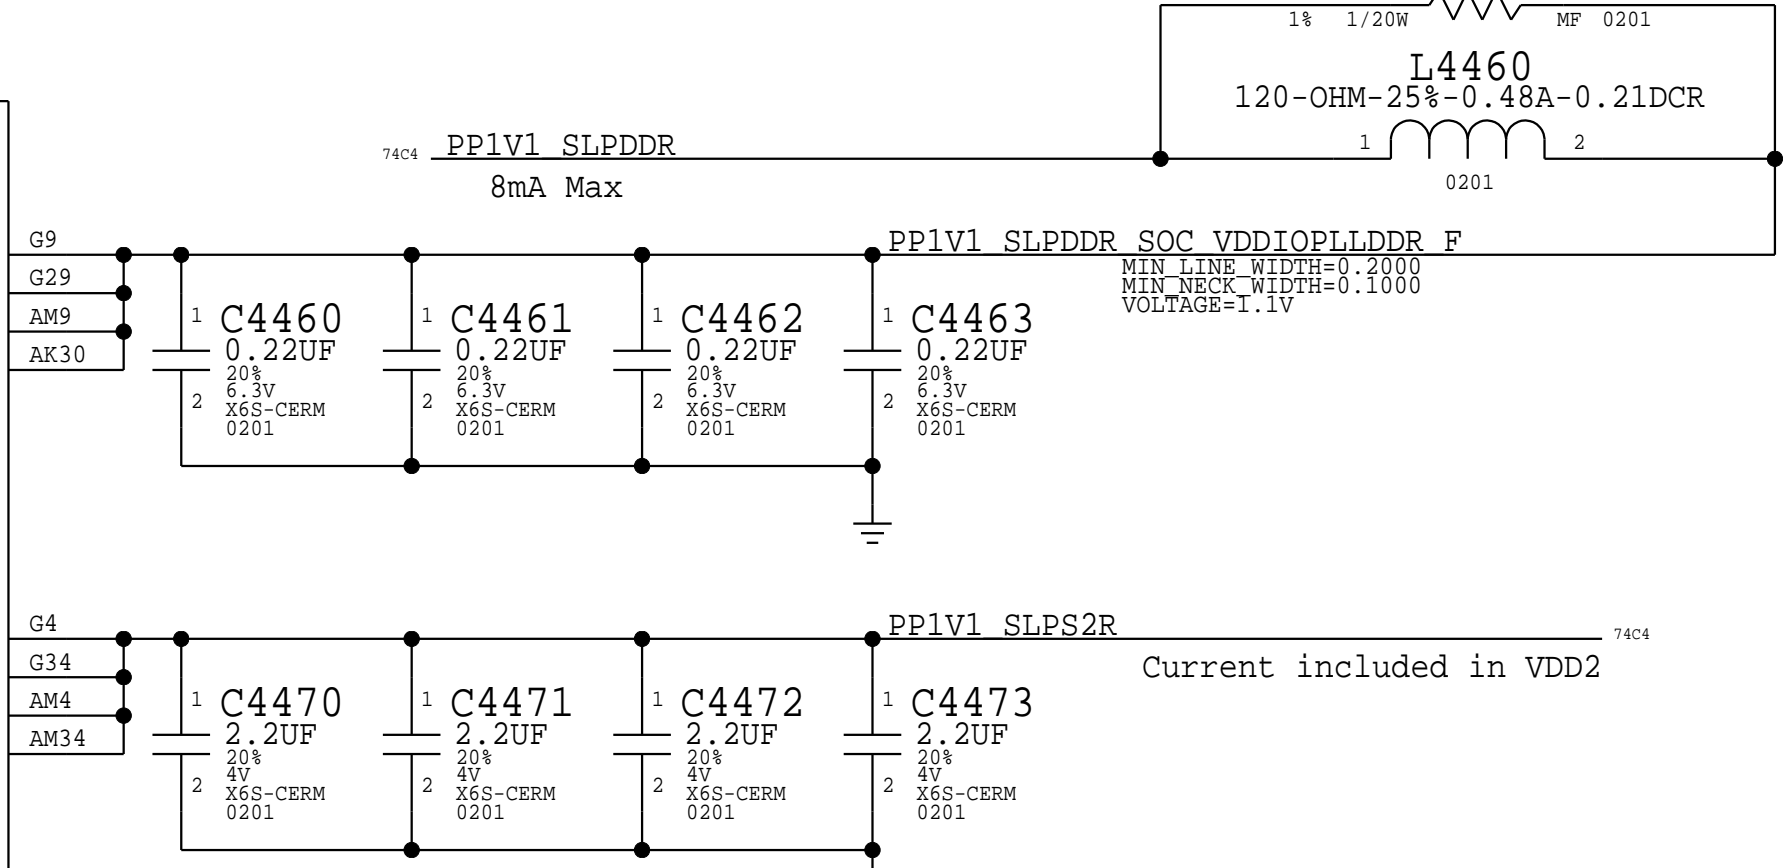 1% 1/20W MF 0201
L4460
120-OHM-25%-0.48A-0.21DCR
1 2
0201
74C4 PP1V1_SLPDDR
8mA Max
G9
G29
AM9
AK30
PP1V1_SLPDDR_SOC_VDDIOPLLDDR_F
MIN_LINE_WIDTH=0.2000
MIN_NECK_WIDTH=0.1000
VOLTAGE=1.1V
1 C4460
0.22UF
20%
6.3V
2 X6S-CERM
0201
1 C4461
0.22UF
20%
6.3V
2 X6S-CERM
0201
1 C4462
0.22UF
20%
6.3V
2 X6S-CERM
0201
1 C4463
0.22UF
20%
6.3V
2 X6S-CERM
0201
G4
G34
AM4
AM34
PP1V1_SLPS2R 74C4
Current included in VDD2
1 C4470
2.2UF
20%
4V
2 X6S-CERM
0201
1 C4471
2.2UF
20%
4V
2 X6S-CERM
0201
1 C4472
2.2UF
20%
4V
2 X6S-CERM
0201
1 C4473
2.2UF
20%
4V
2 X6S-CERM
0201